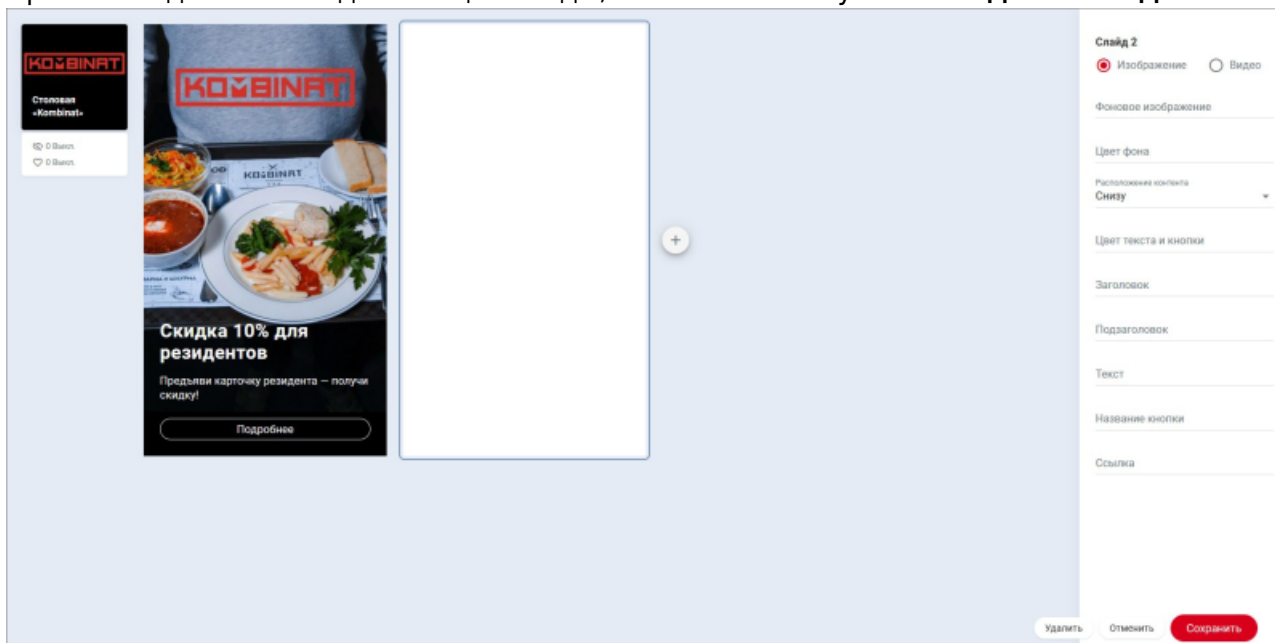 KOMBINAT
Столовая
«Kombinat»
0 Выкл.
0 Выкл.
KOMBINAT
KOMBINAT
Скидка 10% для
резидентов
Предъяви карточку резидента — получи
скидку!
Подробнее
+
Слайд 2
Изображение Видео
Фоновое изображение
Цвет фона
Расположение контента
Снизу
Цвет текста и кнопки
Заголовок
Подзаголовок
Текст
Название кнопки
Ссылка
Удалить Отменить Сохранить